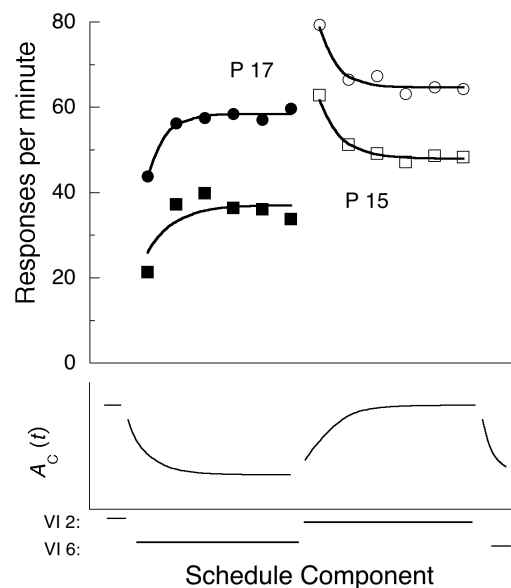 80
60
40
20
0
Responses per minute
P 17
P 15
A_C (t)
VI 2:
VI 6:
Schedule Component